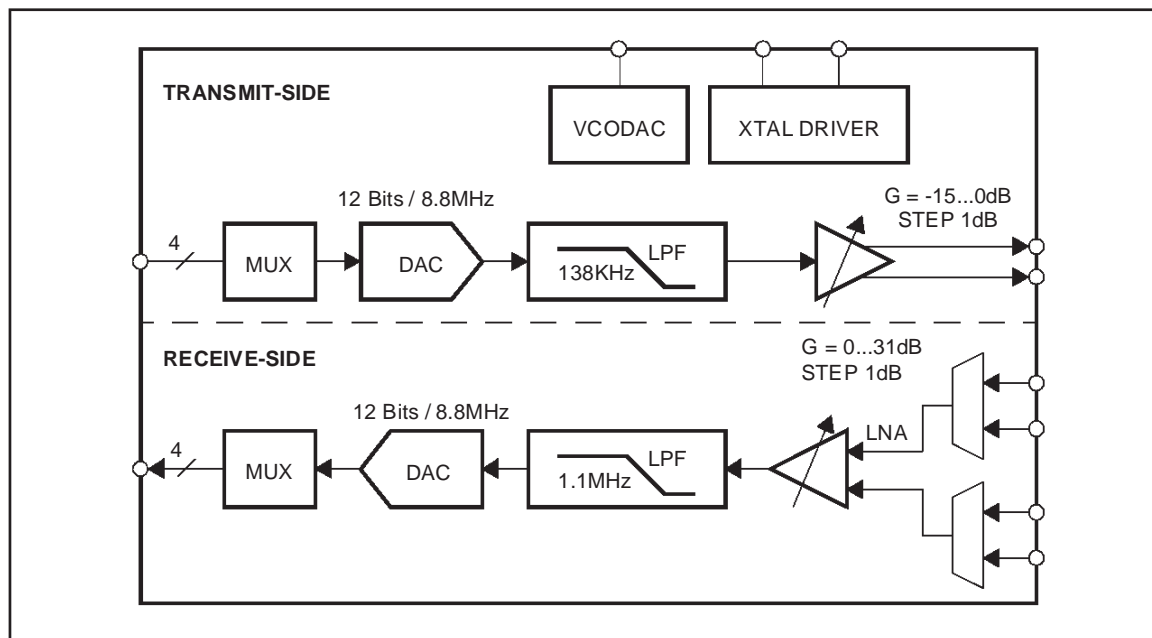 TRANSMIT-SIDE
VCODAC
XTAL DRIVER
12 Bits / 8.8MHz
G = -15...0dB
STEP 1dB
4
MUX
DAC
LPF
138KHz
RECEIVE-SIDE
G = 0...31dB
STEP 1dB
12 Bits / 8.8MHz
LNA
4
MUX
DAC
LPF
1.1MHz